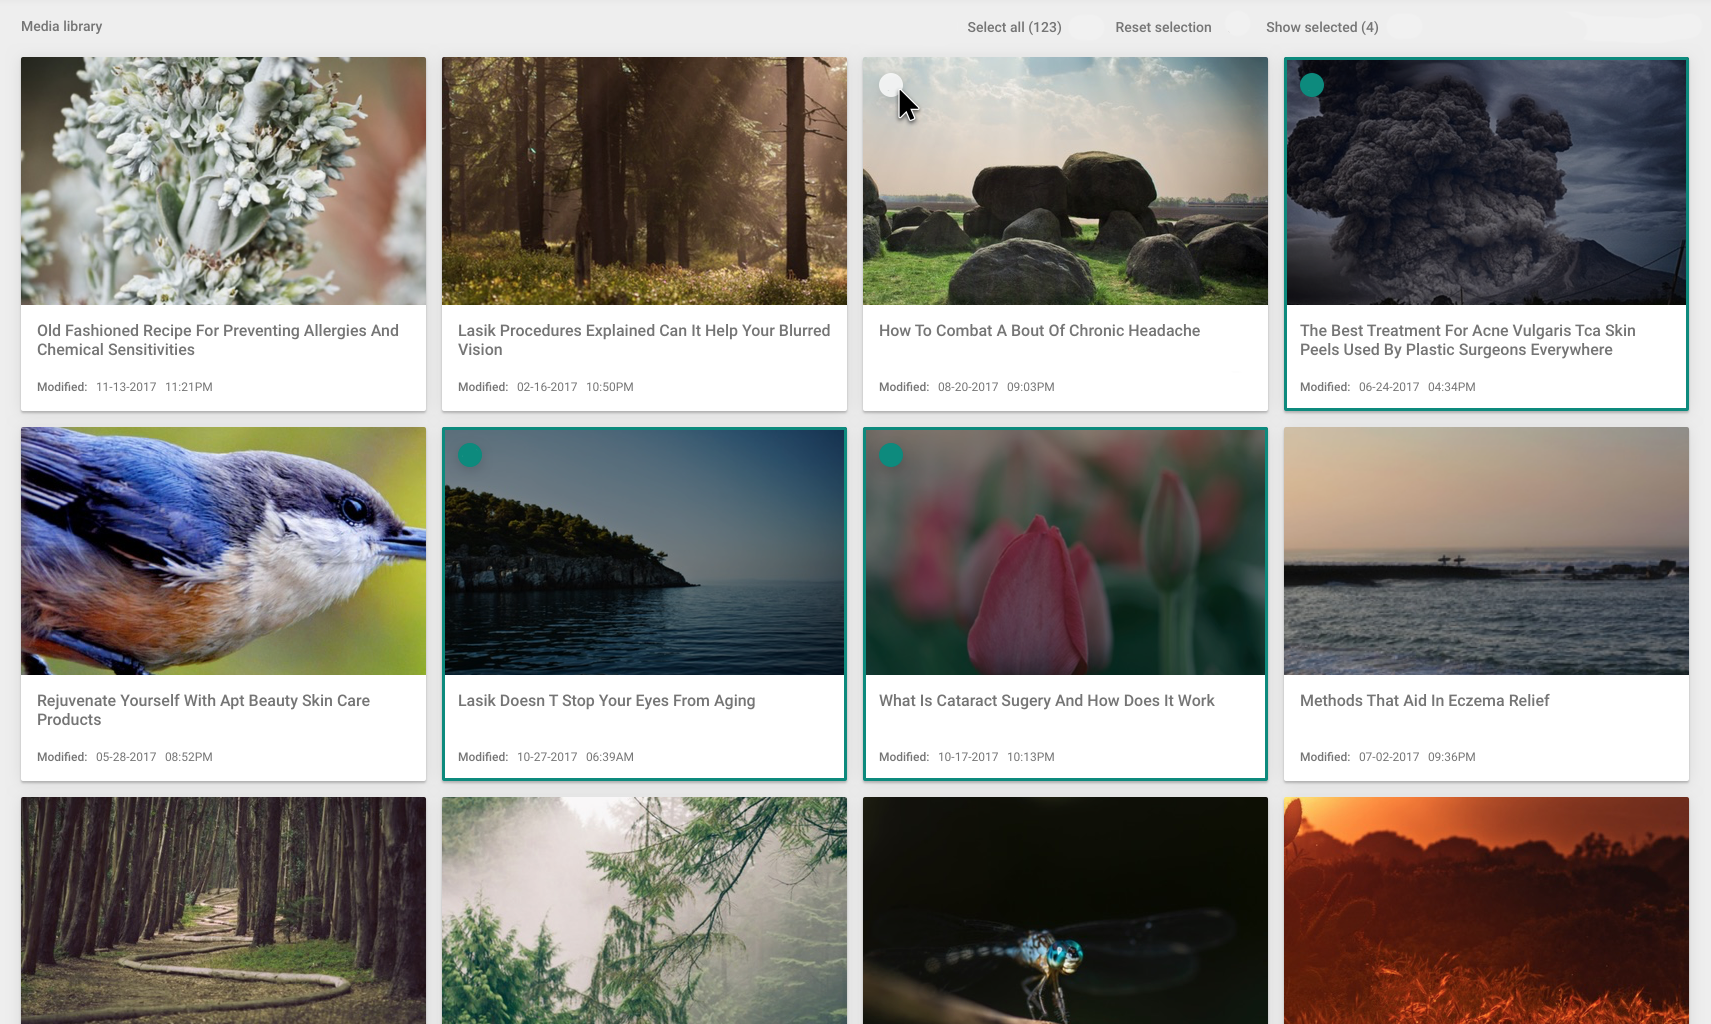 Media library
Select all (123)
Reset selection
Show selected (4)
Old Fashioned Recipe For Preventing Allergies And
Chemical Sensitivities
Modified: 11-13-2017 11:21PM
Lasik Procedures Explained Can It Help Your Blurred
Vision
Modified: 02-16-2017 10:50PM
How To Combat A Bout Of Chronic Headache
Modified: 08-20-2017 09:03PM
The Best Treatment For Acne Vulgaris Tca Skin
Peels Used By Plastic Surgeons Everywhere
Modified: 06-24-2017 04:34PM
Rejuvenate Yourself With Apt Beauty Skin Care
Products
Modified: 05-28-2017 08:52PM
Lasik Doesn T Stop Your Eyes From Aging
Modified: 10-27-2017 06:39AM
What Is Cataract Sugery And How Does It Work
Modified: 10-17-2017 10:13PM
Methods That Aid In Eczema Relief
Modified: 07-02-2017 09:36PM